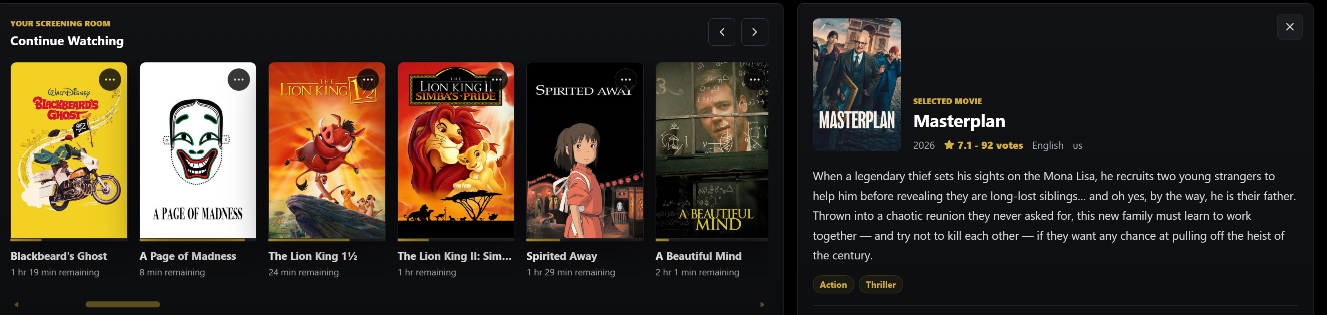 YOUR SCREENING ROOM
Continue Watching
WALT DISNEY
BLACKBEARD'S
GHOST
A PAGE OF MADNESS
THE
LION KING 1½
THE
LION KING II
SIMBA'S PRIDE
SPIRITED AWAY
A BEAUTIFUL
MIND
Blackbeard's Ghost
1 hr 19 min remaining
A Page of Madness
8 min remaining
The Lion King 1½
24 min remaining
The Lion King II: Sim...
1 hr remaining
Spirited Away
1 hr 29 min remaining
A Beautiful Mind
2 hr 1 min remaining
MASTERPLAN
SELECTED MOVIE
Masterplan
2026 7.1 - 92 votes English us
When a legendary thief sets his sights on the Mona Lisa, he recruits two young strangers to
help him before revealing they are long-lost siblings... and oh yes, by the way, he is their father.
Thrown into a chaotic reunion they never asked for, this new family must learn to work
together — and try not to kill each other — if they want any chance at pulling off the heist of
the century.
Action
Thriller